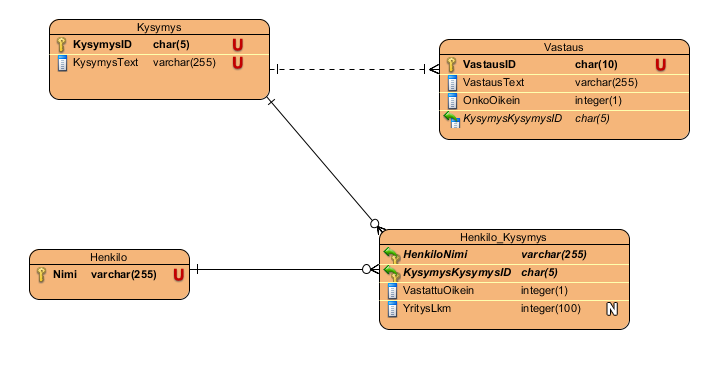 Kysymys
KysymysID char(5) U
KysymysText varchar(255) U
Vastaus
VastausID char(10) U
VastausText varchar(255)
OnkoOikein integer(1)
KysymysKysymysID char(5)
Henkilo
Nimi varchar(255) U
Henkilo_Kysymys
HenkiloNimi varchar(255)
KysymysKysymysID char(5)
VastattuOikein integer(1)
YritysLkm integer(100) N